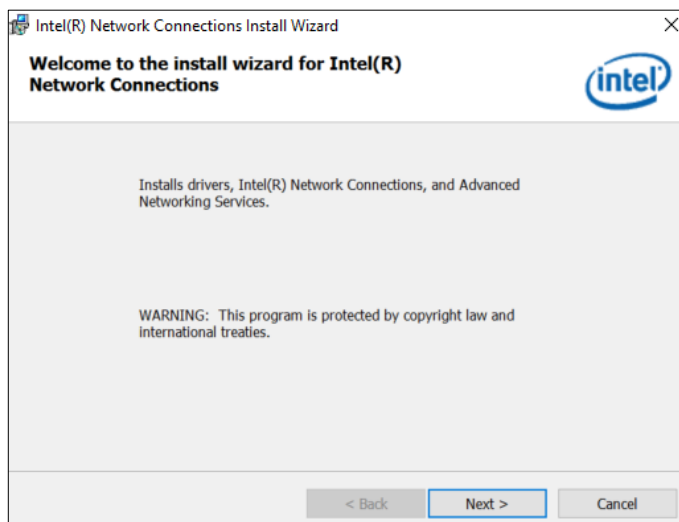 Intel(R) Network Connections Install Wizard
Welcome to the install wizard for Intel(R)
Network Connections
intel
Installs drivers, Intel(R) Network Connections, and Advanced
Networking Services.
WARNING:  This program is protected by copyright law and
international treaties.
< Back
Next >
Cancel